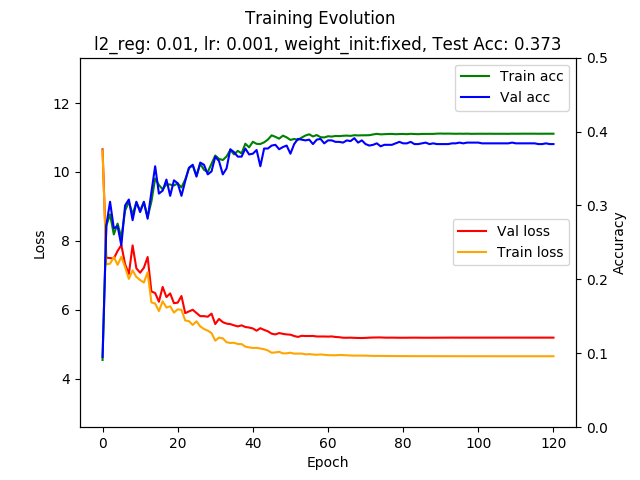 Training Evolution
l2_reg: 0.01, lr: 0.001, weight_init:fixed, Test Acc: 0.373
Train acc
Val acc
Val loss
Train loss
Loss
12
10
8
6
4
Accuracy
0.5
0.4
0.3
0.2
0.1
0.0
0 20 40 60 80 100 120
Epoch